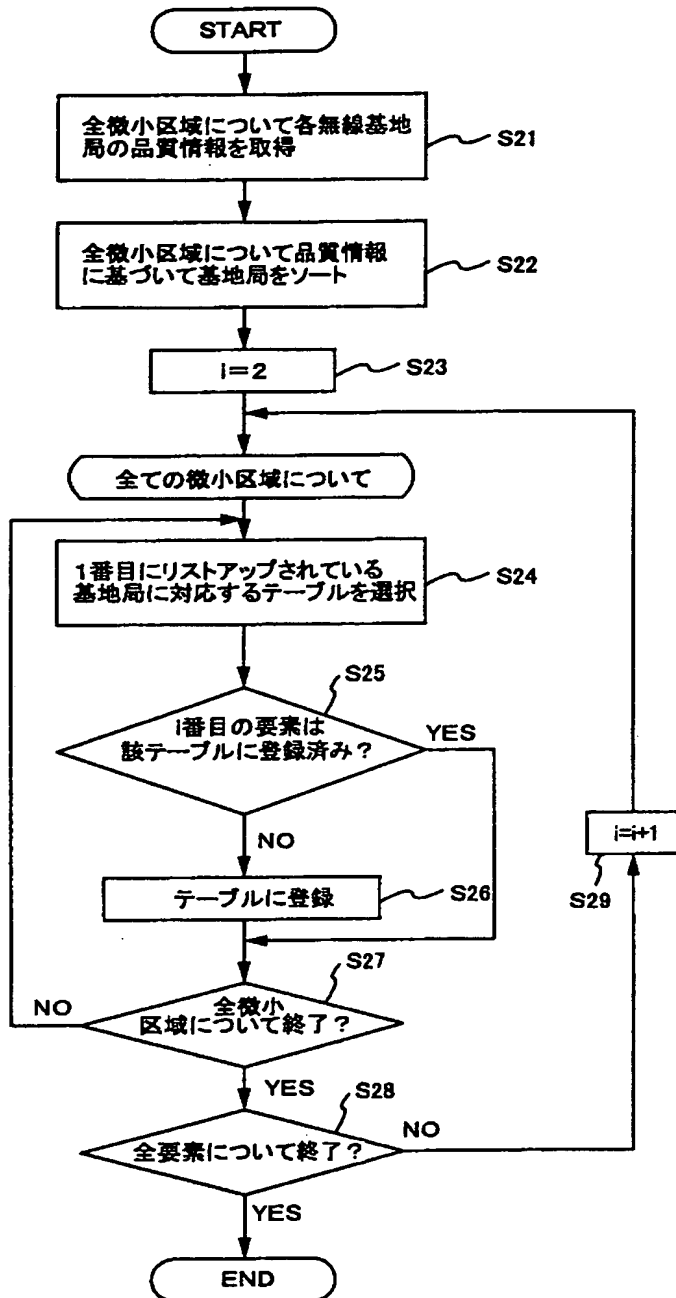 START
全微小区域について各無線基地
局の品質情報を取得
S21
全微小区域について品質情報
に基づいて基地局をソート
S22
i=2
S23
全ての微小区域について
1番目にリストアップされている
基地局に対応するテーブルを選択
S24
S25
i番目の要素は
該テーブルに登録済み?
YES
NO
i=i+1
S29
テーブルに登録
S26
S27
全微小
区域について終了?
NO
YES
S28
全要素について終了?
NO
YES
END